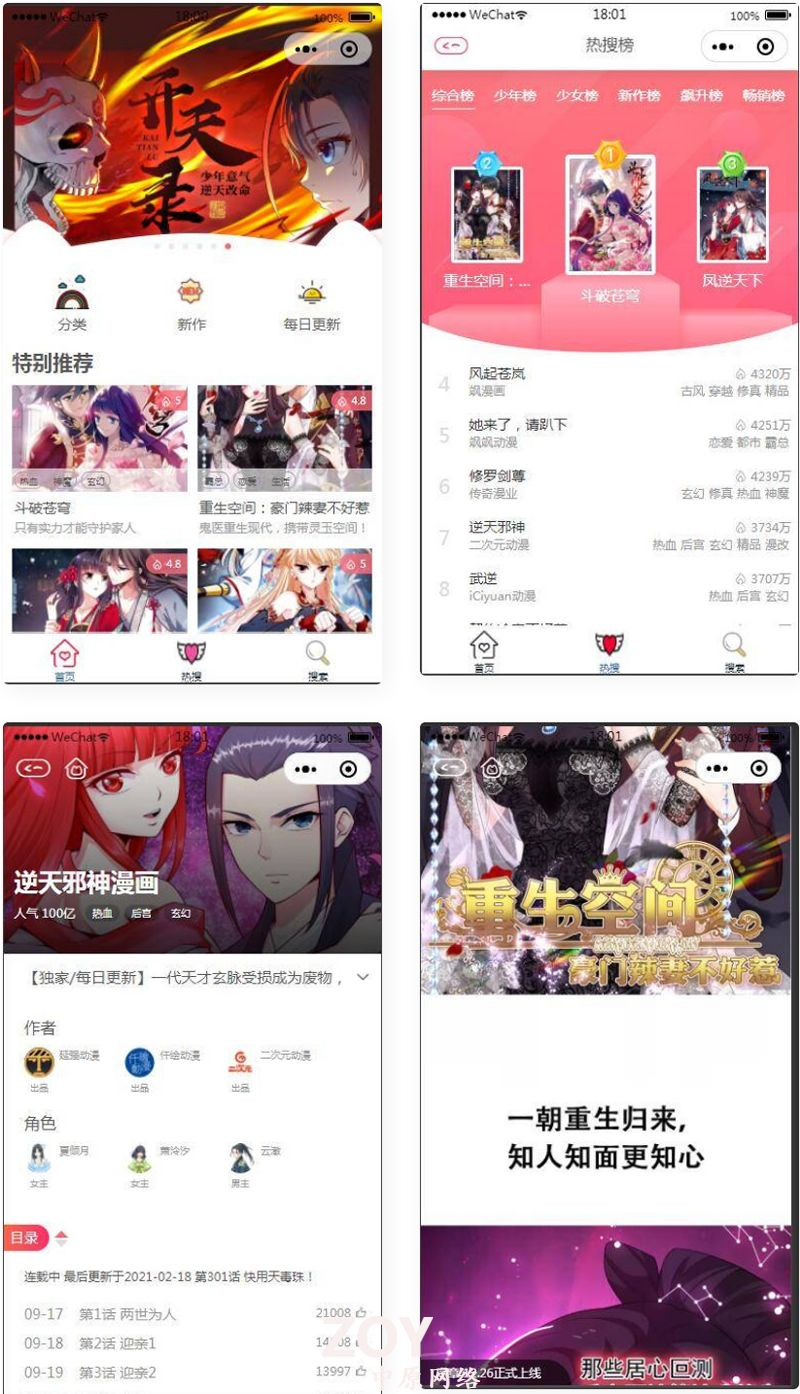 WeChat 18:00 100%
开天录
KAI
TIAN
LU
少年意气
逆天改命
分类 新作 每日更新
特别推荐
5 4.8
热血 神魔 玄幻
霸总 恋爱 生活
斗破苍穹 重生空间：豪门辣妻不好惹
只有实力才能守护家人 鬼医重生现代，携带灵玉空间！
4.8 5
首页 热搜 搜索
WeChat 18:01 100%
热搜榜
综合榜 少年榜 少女榜 新作榜 飙升榜 畅销榜
2 1 3
重生空间：... 斗破苍穹 凤逆天下
4 风起苍岚 4320万
飒漫画 古风 穿越 修真 精品
5 她来了，请趴下 4251万
飒飒动漫 恋爱 都市 霸总
6 修罗剑尊 4239万
传奇漫业 玄幻 修真 热血 神魔
7 逆天邪神 3734万
二次元动漫 热血 后宫 玄幻 精品 漫改
8 武逆 3707万
iCiyuan动漫 热血 后宫 玄幻
首页 热搜 搜索
WeChat 18:01 100%
逆天邪神漫画
人气 100亿 热血 后宫 玄幻
【独家/每日更新】一代天才玄脉受损成为废物，
作者
延强动漫 仟绘动漫 二次元动漫
出品 出品 出品
角色
夏倾月 萧泠汐 云澈
女主 女主 男主
目录
连载中 最后更新于2021-02-18 第301话 快用天毒珠！
09-17 第1话 两世为人 21008
09-18 第2话 迎亲1
09-19 第3话 迎亲2 13997
WeChat 18:01 100%
重生空间
豪门辣妻不好惹
一朝重生归来,
知人知面更知心
.26正式上线
那些居心叵测
ZOY
中原网络